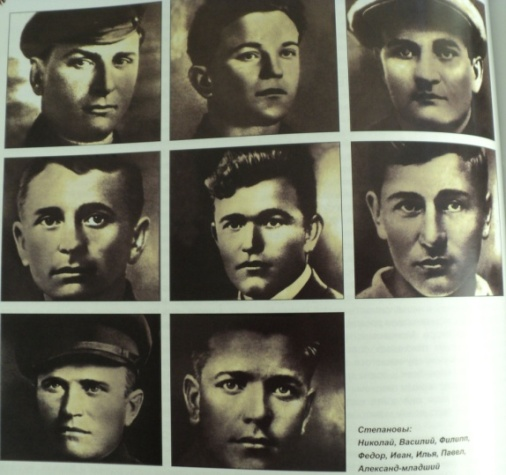 Степановы:
Николай, Василий, Филипп,
Федор, Иван, Илья, Павел,
Александ-младший